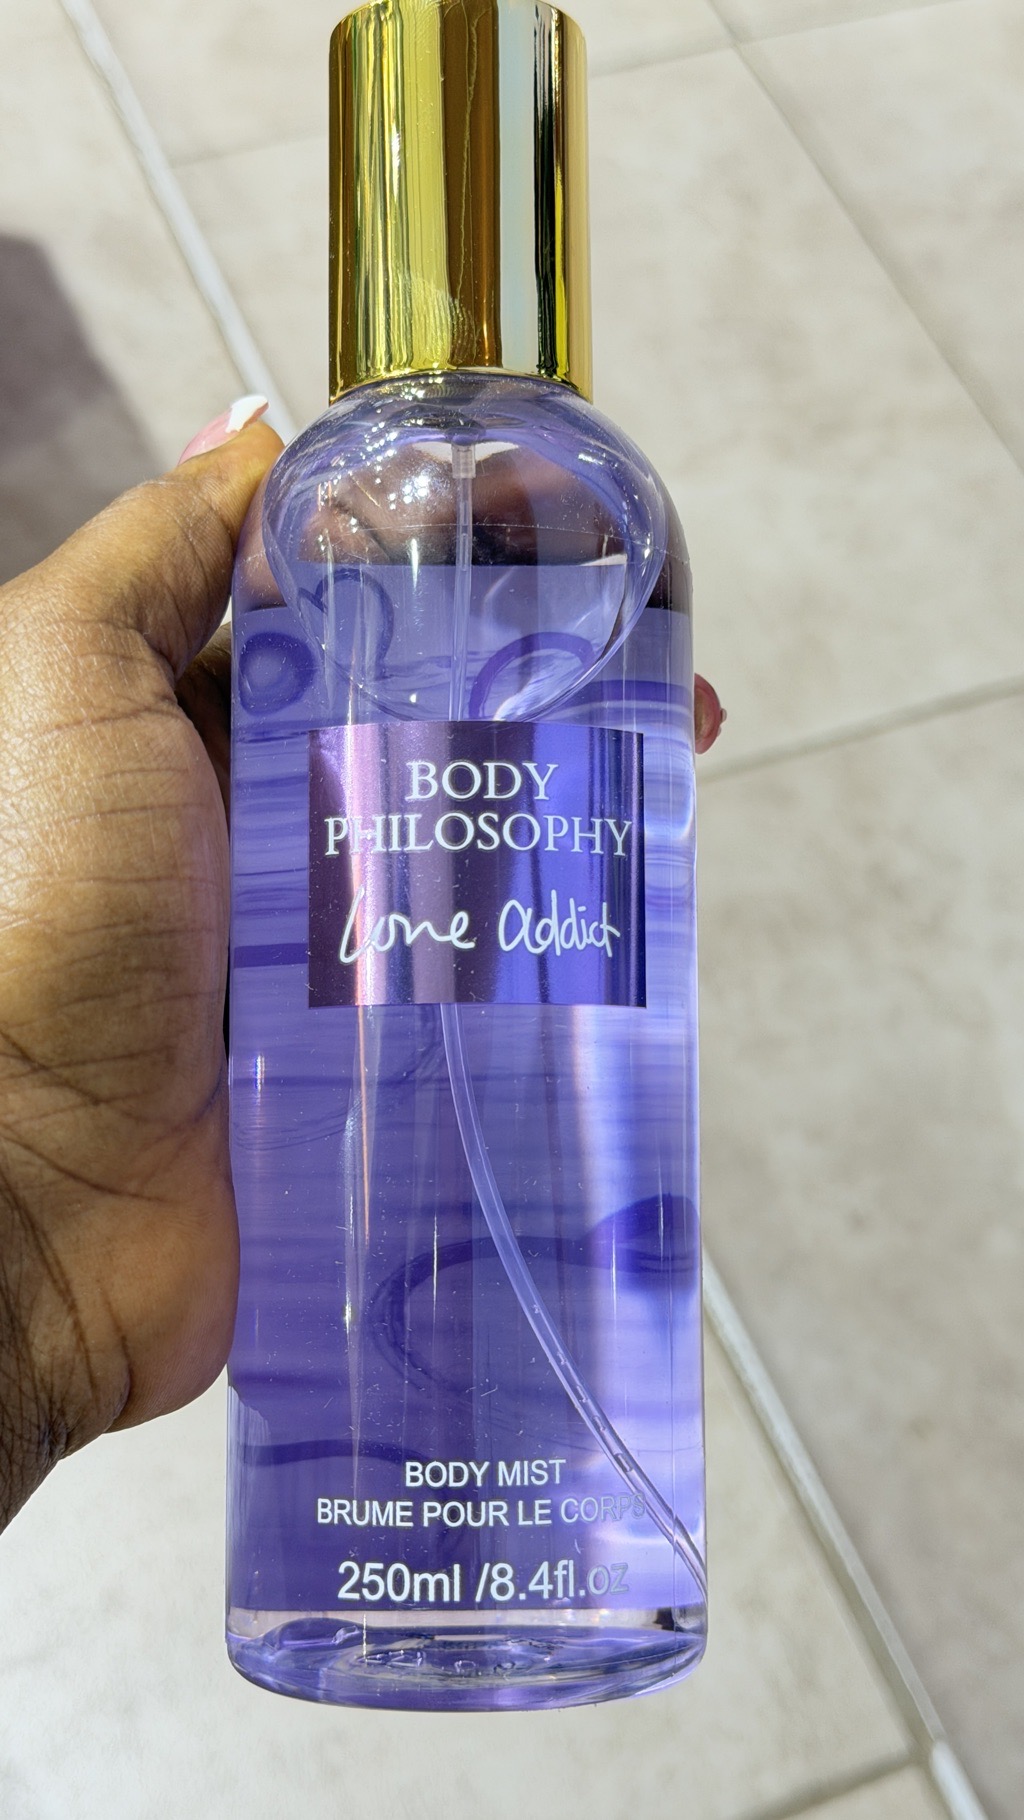 BODY
PHILOSOPHY
Love Addict
BODY MIST
BRUME POUR LE CORPS
250ml /8.4fl.oz